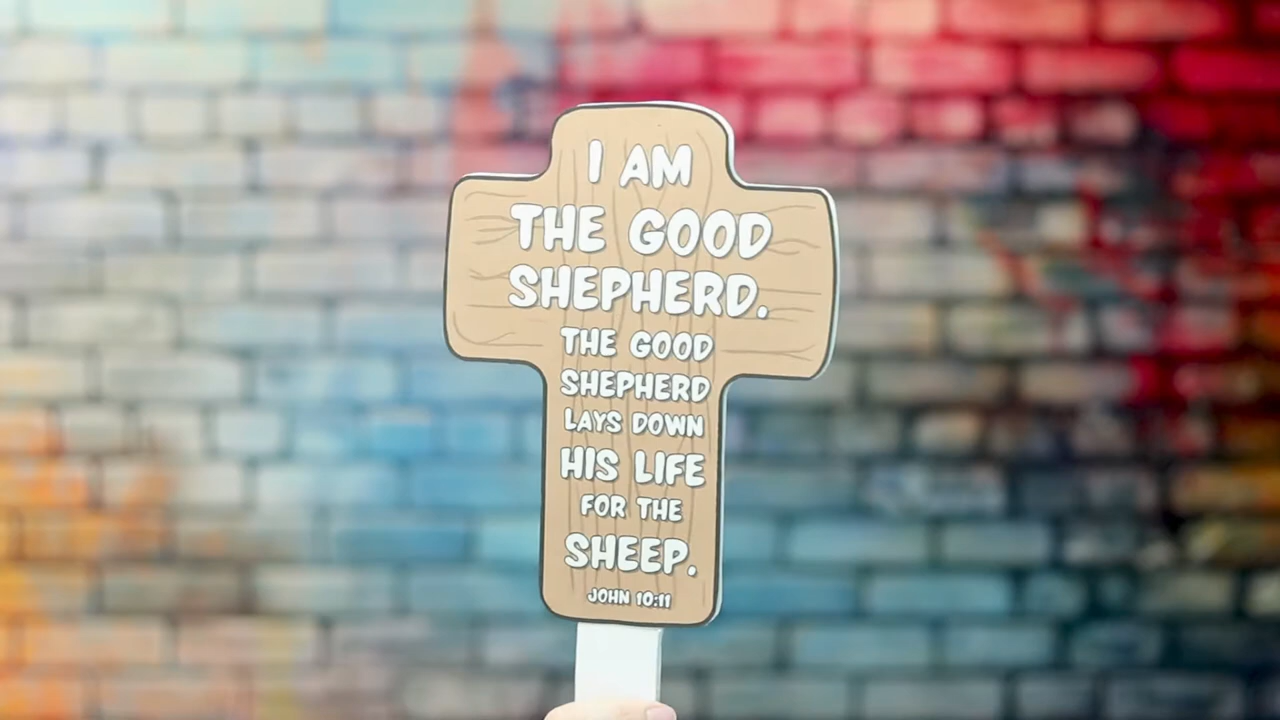 I AM
THE GOOD
SHEPHERD.
THE GOOD
SHEPHERD
LAYS DOWN
HIS LIFE
FOR THE
SHEEP.
JOHN 10:11